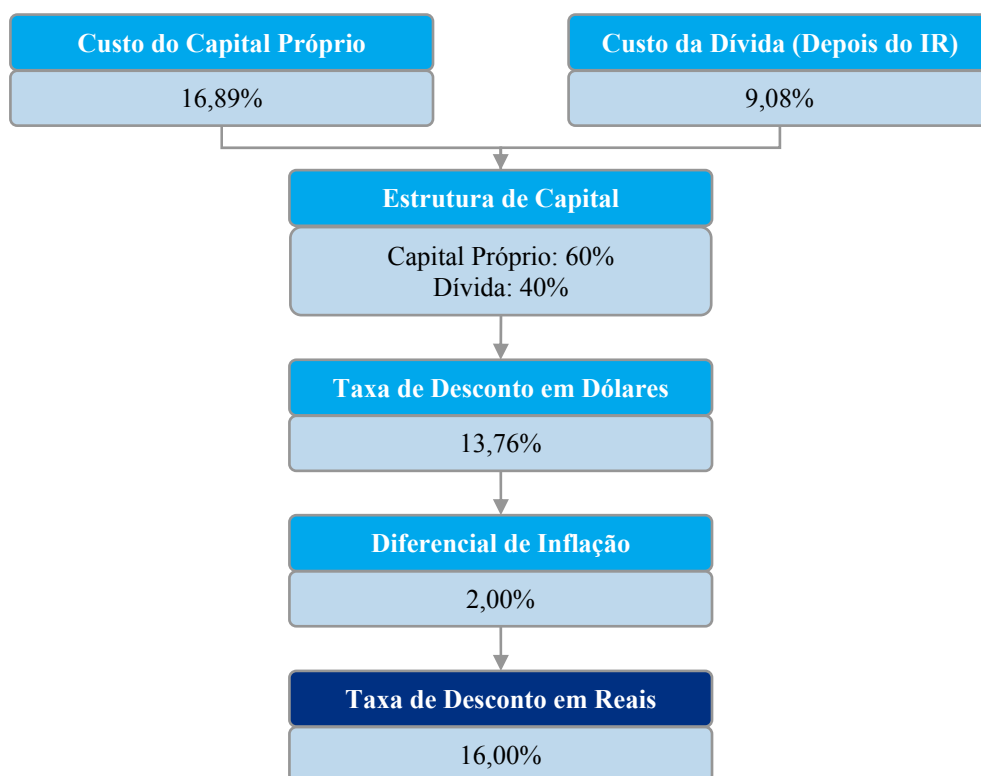 Custo do Capital Próprio
16,89%
Custo da Dívida (Depois do IR)
9,08%
Estrutura de Capital
Capital Próprio: 60%
Dívida: 40%
Taxa de Desconto em Dólares
13,76%
Diferencial de Inflação
2,00%
Taxa de Desconto em Reais
16,00%